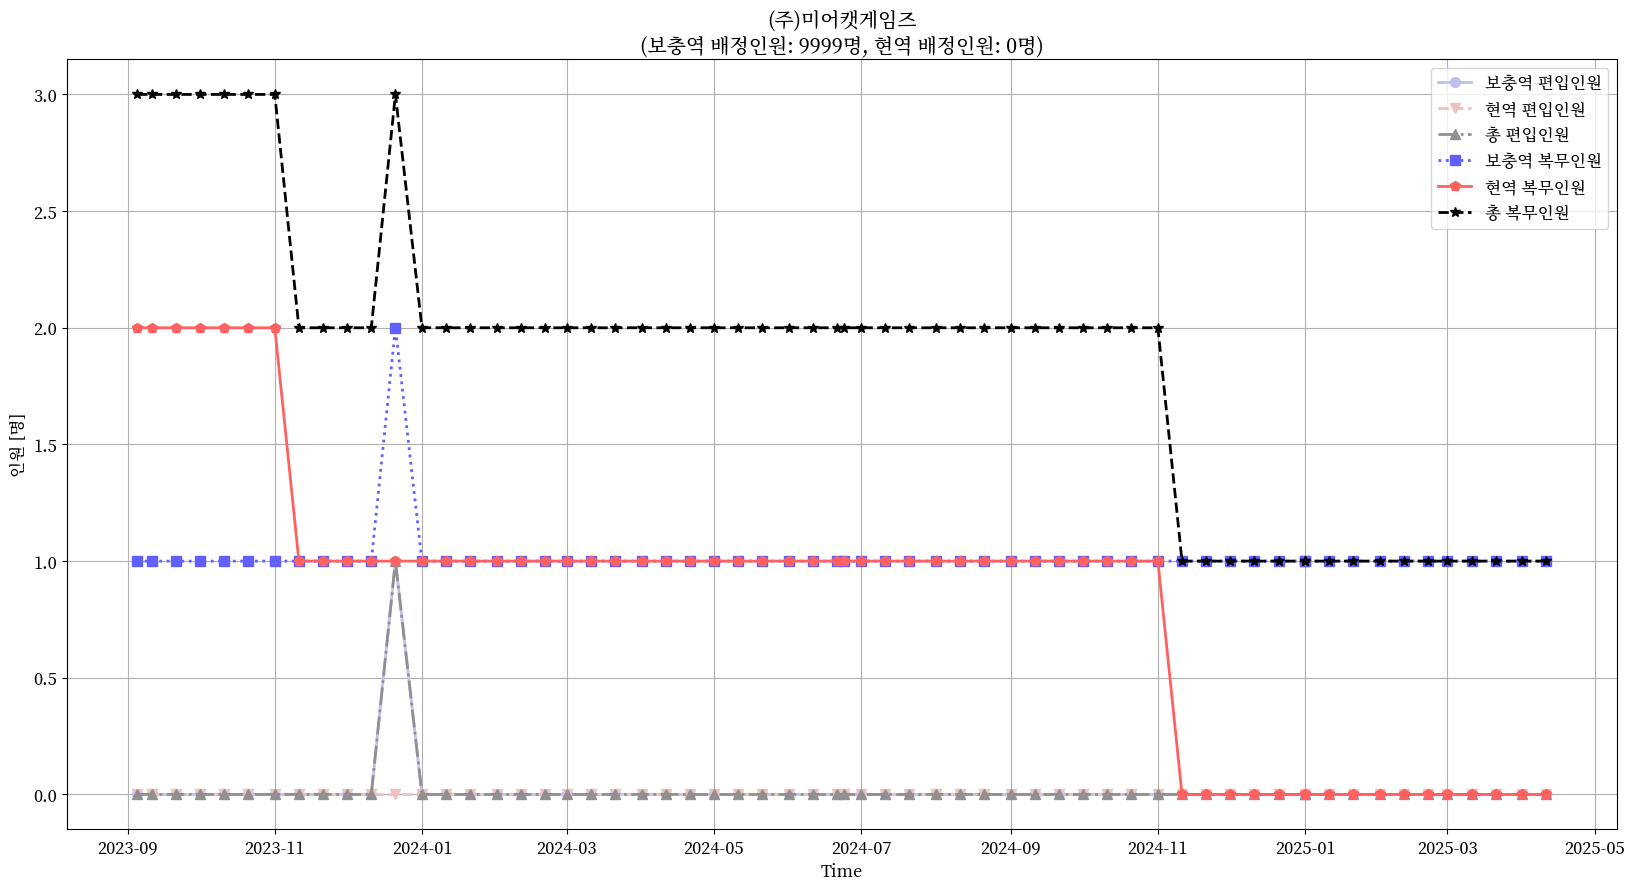 (주)미어캣게임즈
(보충역 배정인원: 9999명, 현역 배정인원: 0명)
보충역 편입인원
현역 편입인원
총 편입인원
보충역 복무인원
현역 복무인원
총 복무인원
인원 [명]
3.0
2.5
2.0
1.5
1.0
0.5
0.0
2023-09
2023-11
2024-01
2024-03
2024-05
2024-07
2024-09
2024-11
2025-01
2025-03
2025-05
Time